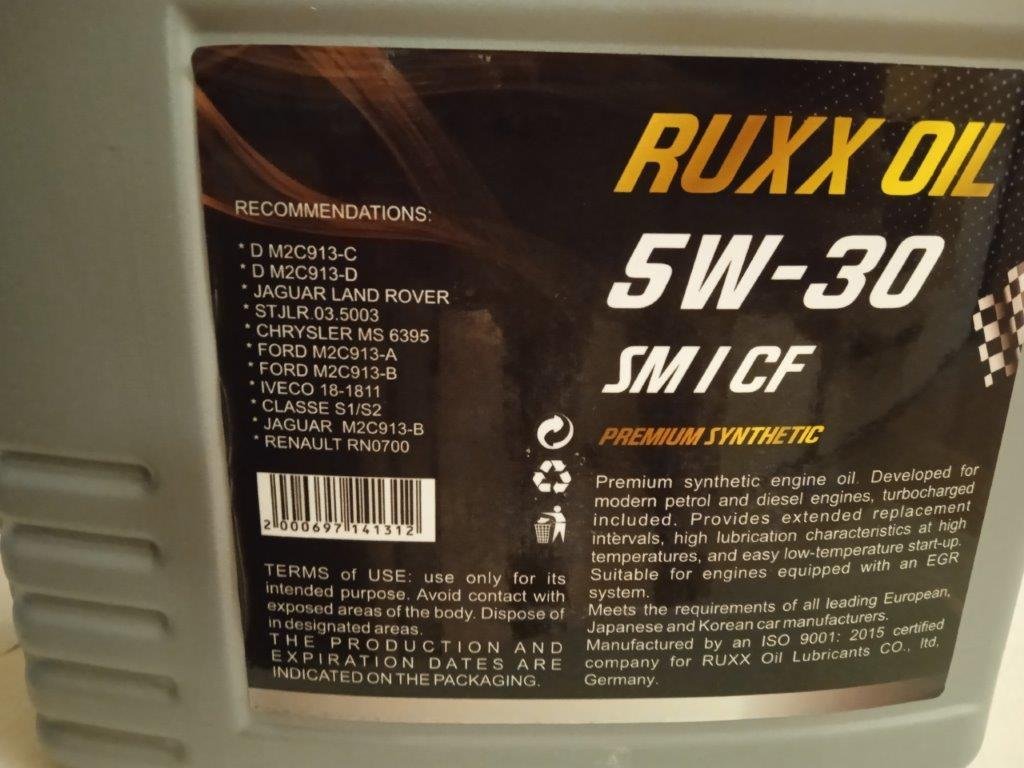 RECOMMENDATIONS:
* D M2C913-C
* D M2C913-D
* JAGUAR LAND ROVER
* STJLR.03.5003
* CHRYSLER MS 6395
* FORD M2C913-A
* FORD M2C913-B
* IVECO 18-1811
* CLASSE S1/S2
* JAGUAR M2C913-B
* RENAULT RN0700
2 000697 141312
TERMS of USE: use only for its
intended purpose. Avoid contact with
exposed areas of the body. Dispose of
in designated areas.
THE PRODUCTION AND
EXPIRATION DATES ARE
INDICATED ON THE PACKAGING.
RUXX OIL
5W-30
SM / CF
PREMIUM SYNTHETIC
Premium synthetic engine oil. Developed for
modern petrol and diesel engines, turbocharged
included. Provides extended replacement
intervals, high lubrication characteristics at high
temperatures, and easy low-temperature start-up.
Suitable for engines equipped with an EGR
system.
Meets the requirements of all leading European,
Japanese and Korean car manufacturers.
Manufactured by an ISO 9001: 2015 certified
company for RUXX Oil Lubricants CO., ltd,
Germany.